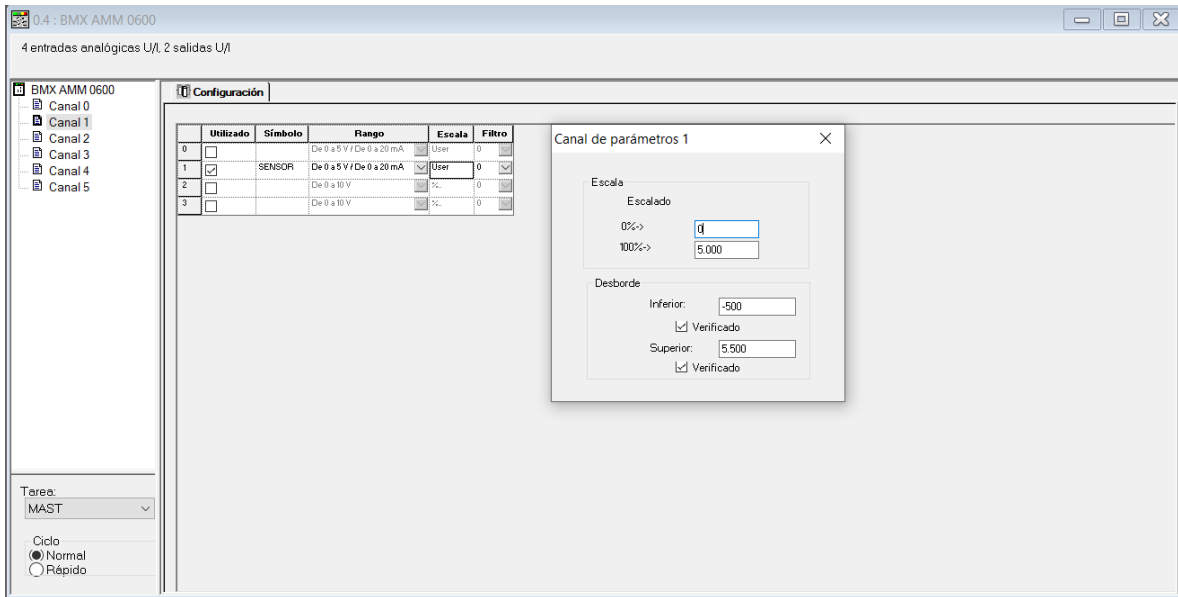 0.4 : BMX AMM 0600
4 entradas analógicas U/I, 2 salidas U/I
BMX AMM 0600
Canal 0
Canal 1
Canal 2
Canal 3
Canal 4
Canal 5
Configuración
Utilizado Símbolo Rango Escala Filtro
0 De 0 a 5 V / De 0 a 20 mA User 0
1 SENSOR De 0 a 5 V / De 0 a 20 mA User 0
2 De 0 a 10 V %.. 0
3 De 0 a 10 V %.. 0
Canal de parámetros 1
Escala
Escalado
0%-> 0
100%-> 5.000
Desborde
Inferior: -500
Verificado
Superior: 5.500
Verificado
Tarea:
MAST
Ciclo
Normal
Rápido